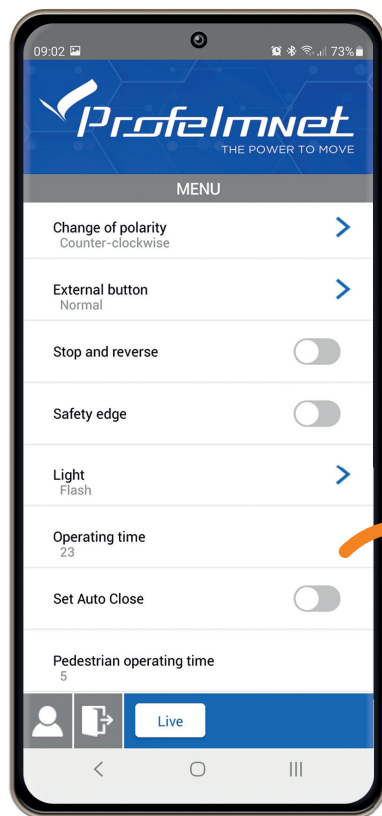 09:02 73%
Profelmnet
THE POWER TO MOVE
MENU
Change of polarity
Counter-clockwise
External button
Normal
Stop and reverse
Safety edge
Light
Flash
Operating time
23
Set Auto Close
Pedestrian operating time
5
Live